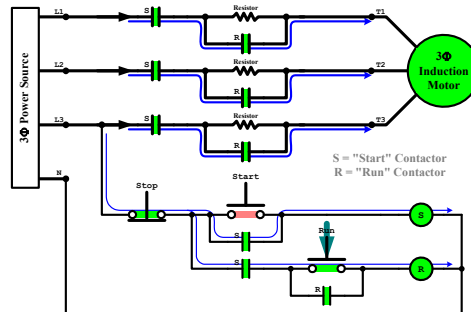 3Φ Power Source
L1
S
Resistor
R
T1
L2
S
Resistor
R
T2
L3
S
Resistor
R
T3
N
3Φ
Induction
Motor
S = "Start" Contactor
R = "Run" Contactor
Stop
Start
S
S
Run
S
R
R